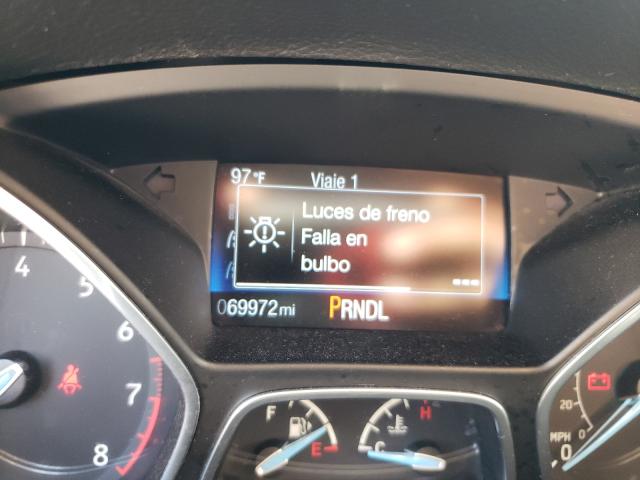 97°F Viaje 1
Luces de freno
Falla en
bulbo
069972mi PRNDL
4
5
6
7
8
F
E
C
H
20
MPH 0
0